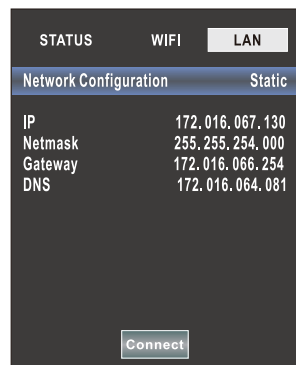 STATUS WIFI LAN
Network Configuration Static
IP 172.016.067.130
Netmask 255.255.254.000
Gateway 172.016.066.254
DNS 172.016.064.081
Connect